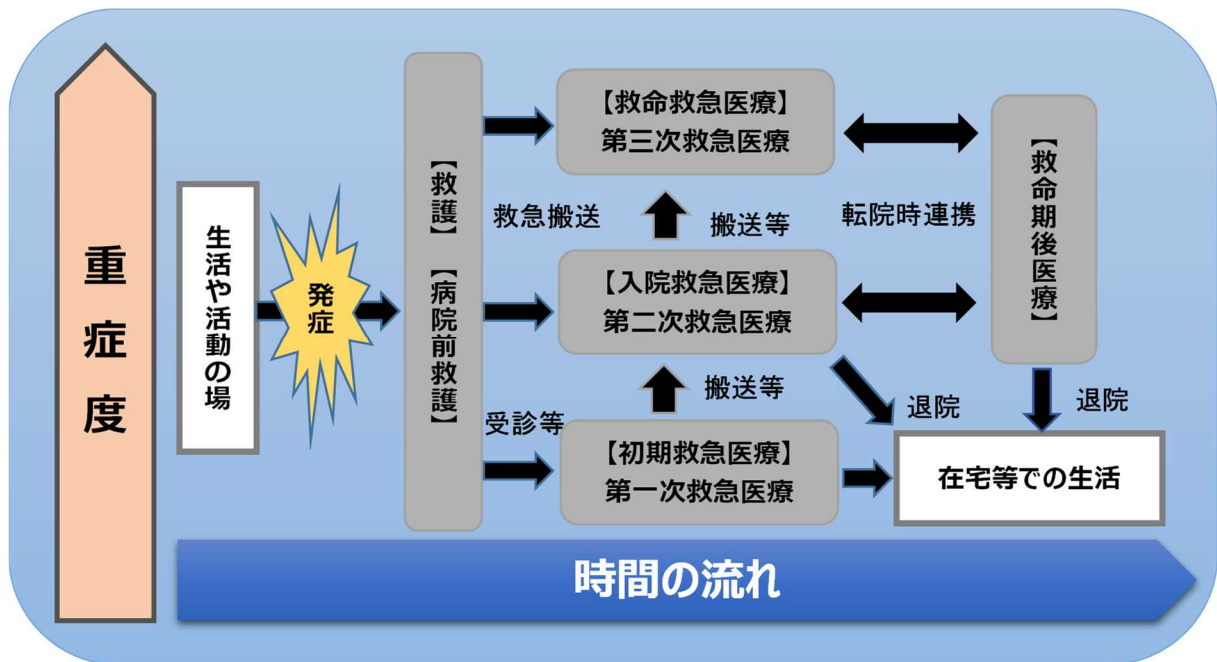 重症度
生活や活動の場
発症
【救護】【病院前救護】
救急搬送
受診等
【救命救急医療】
第三次救急医療
搬送等
【入院救急医療】
第二次救急医療
搬送等
【初期救急医療】
第一次救急医療
転院時連携
【救命期後医療】
退院
退院
在宅等での生活
時間の流れ